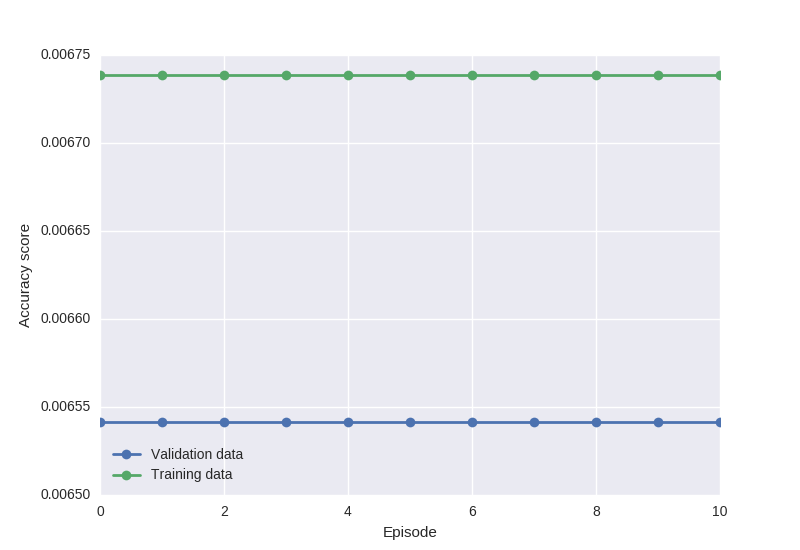 0.00675
0.00670
0.00665
0.00660
0.00655
0.00650
Accuracy score
Validation data
Training data
0 2 4 6 8 10
Episode